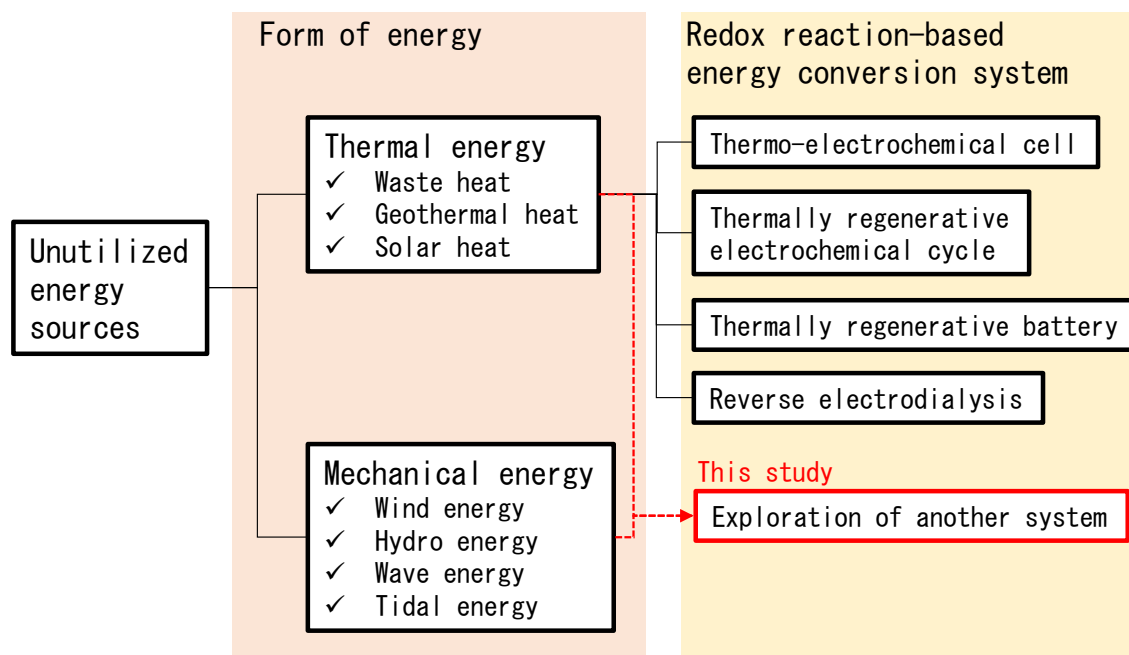 Form of energy
Redox reaction-based
energy conversion system
Unutilized
energy
sources
Thermal energy
✓ Waste heat
✓ Geothermal heat
✓ Solar heat
Mechanical energy
✓ Wind energy
✓ Hydro energy
✓ Wave energy
✓ Tidal energy
Thermo-electrochemical cell
Thermally regenerative
electrochemical cycle
Thermally regenerative battery
Reverse electrodialysis
This study
Exploration of another system